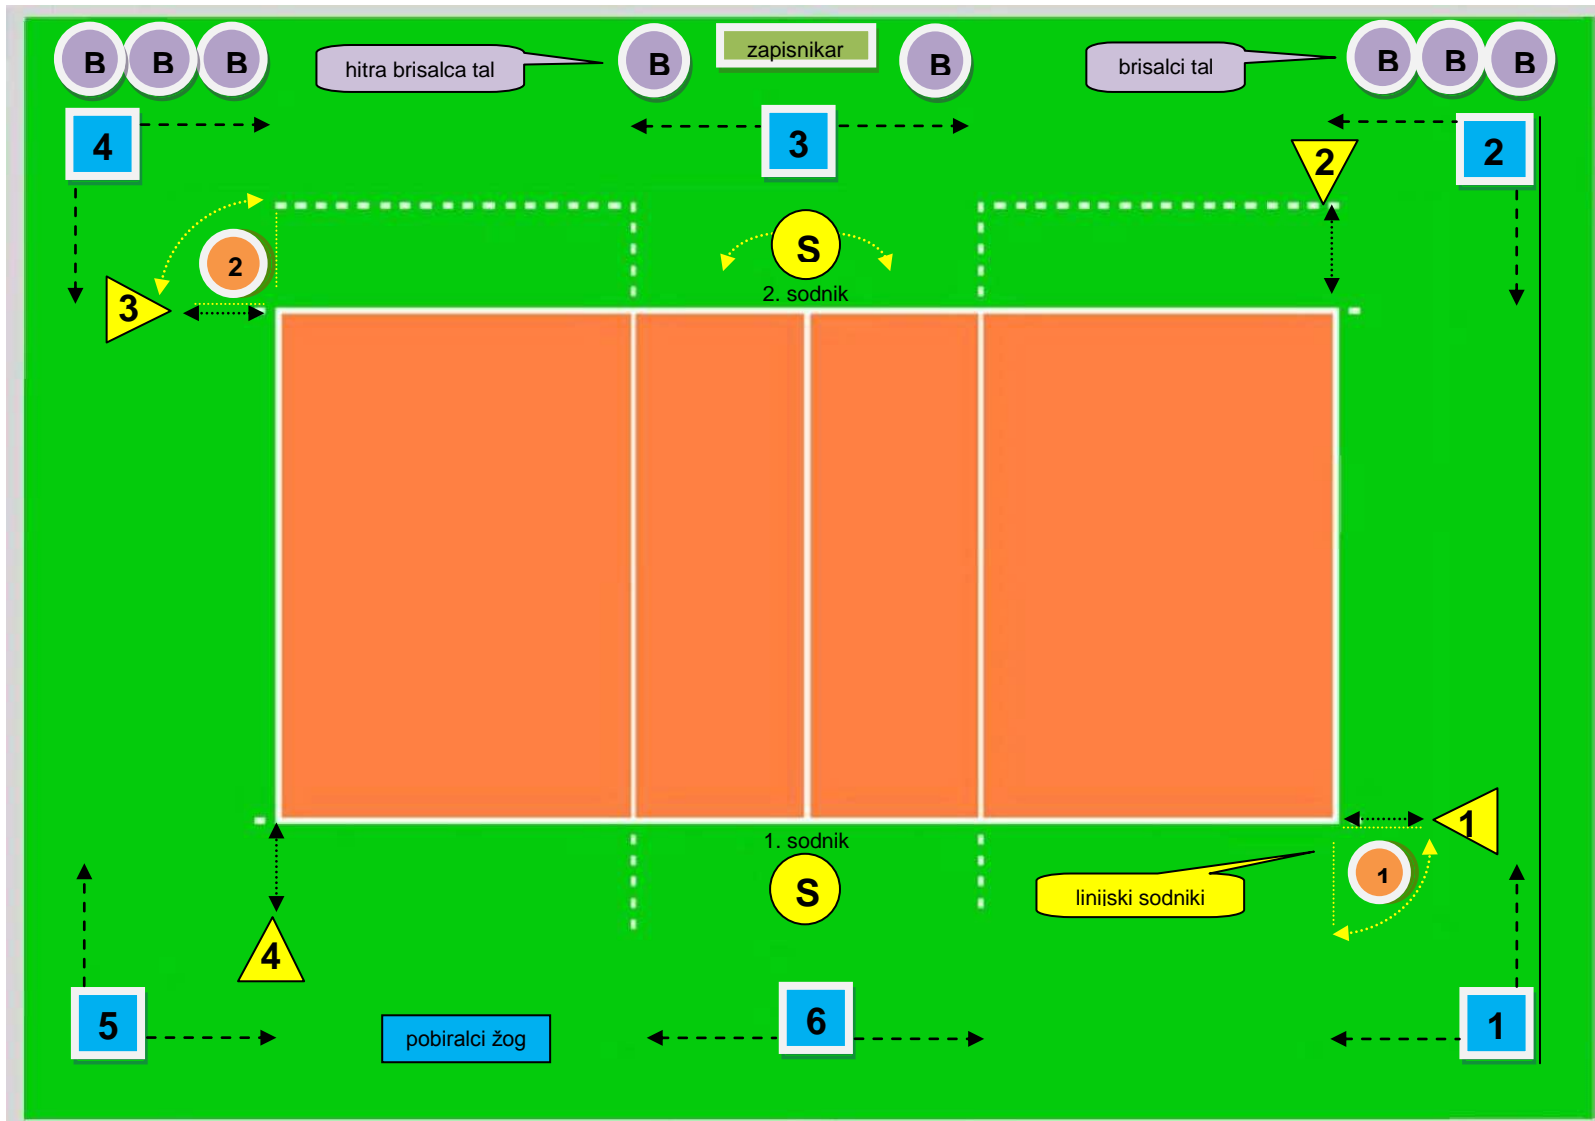 B B B
hitra brisalca tal
B
zapisnikar
B
brisalci tal
B B B
4
3
2
2
2
S
3
2. sodnik
1. sodnik
1
1
S
linijski sodniki
4
5
pobiralci žog
6
1